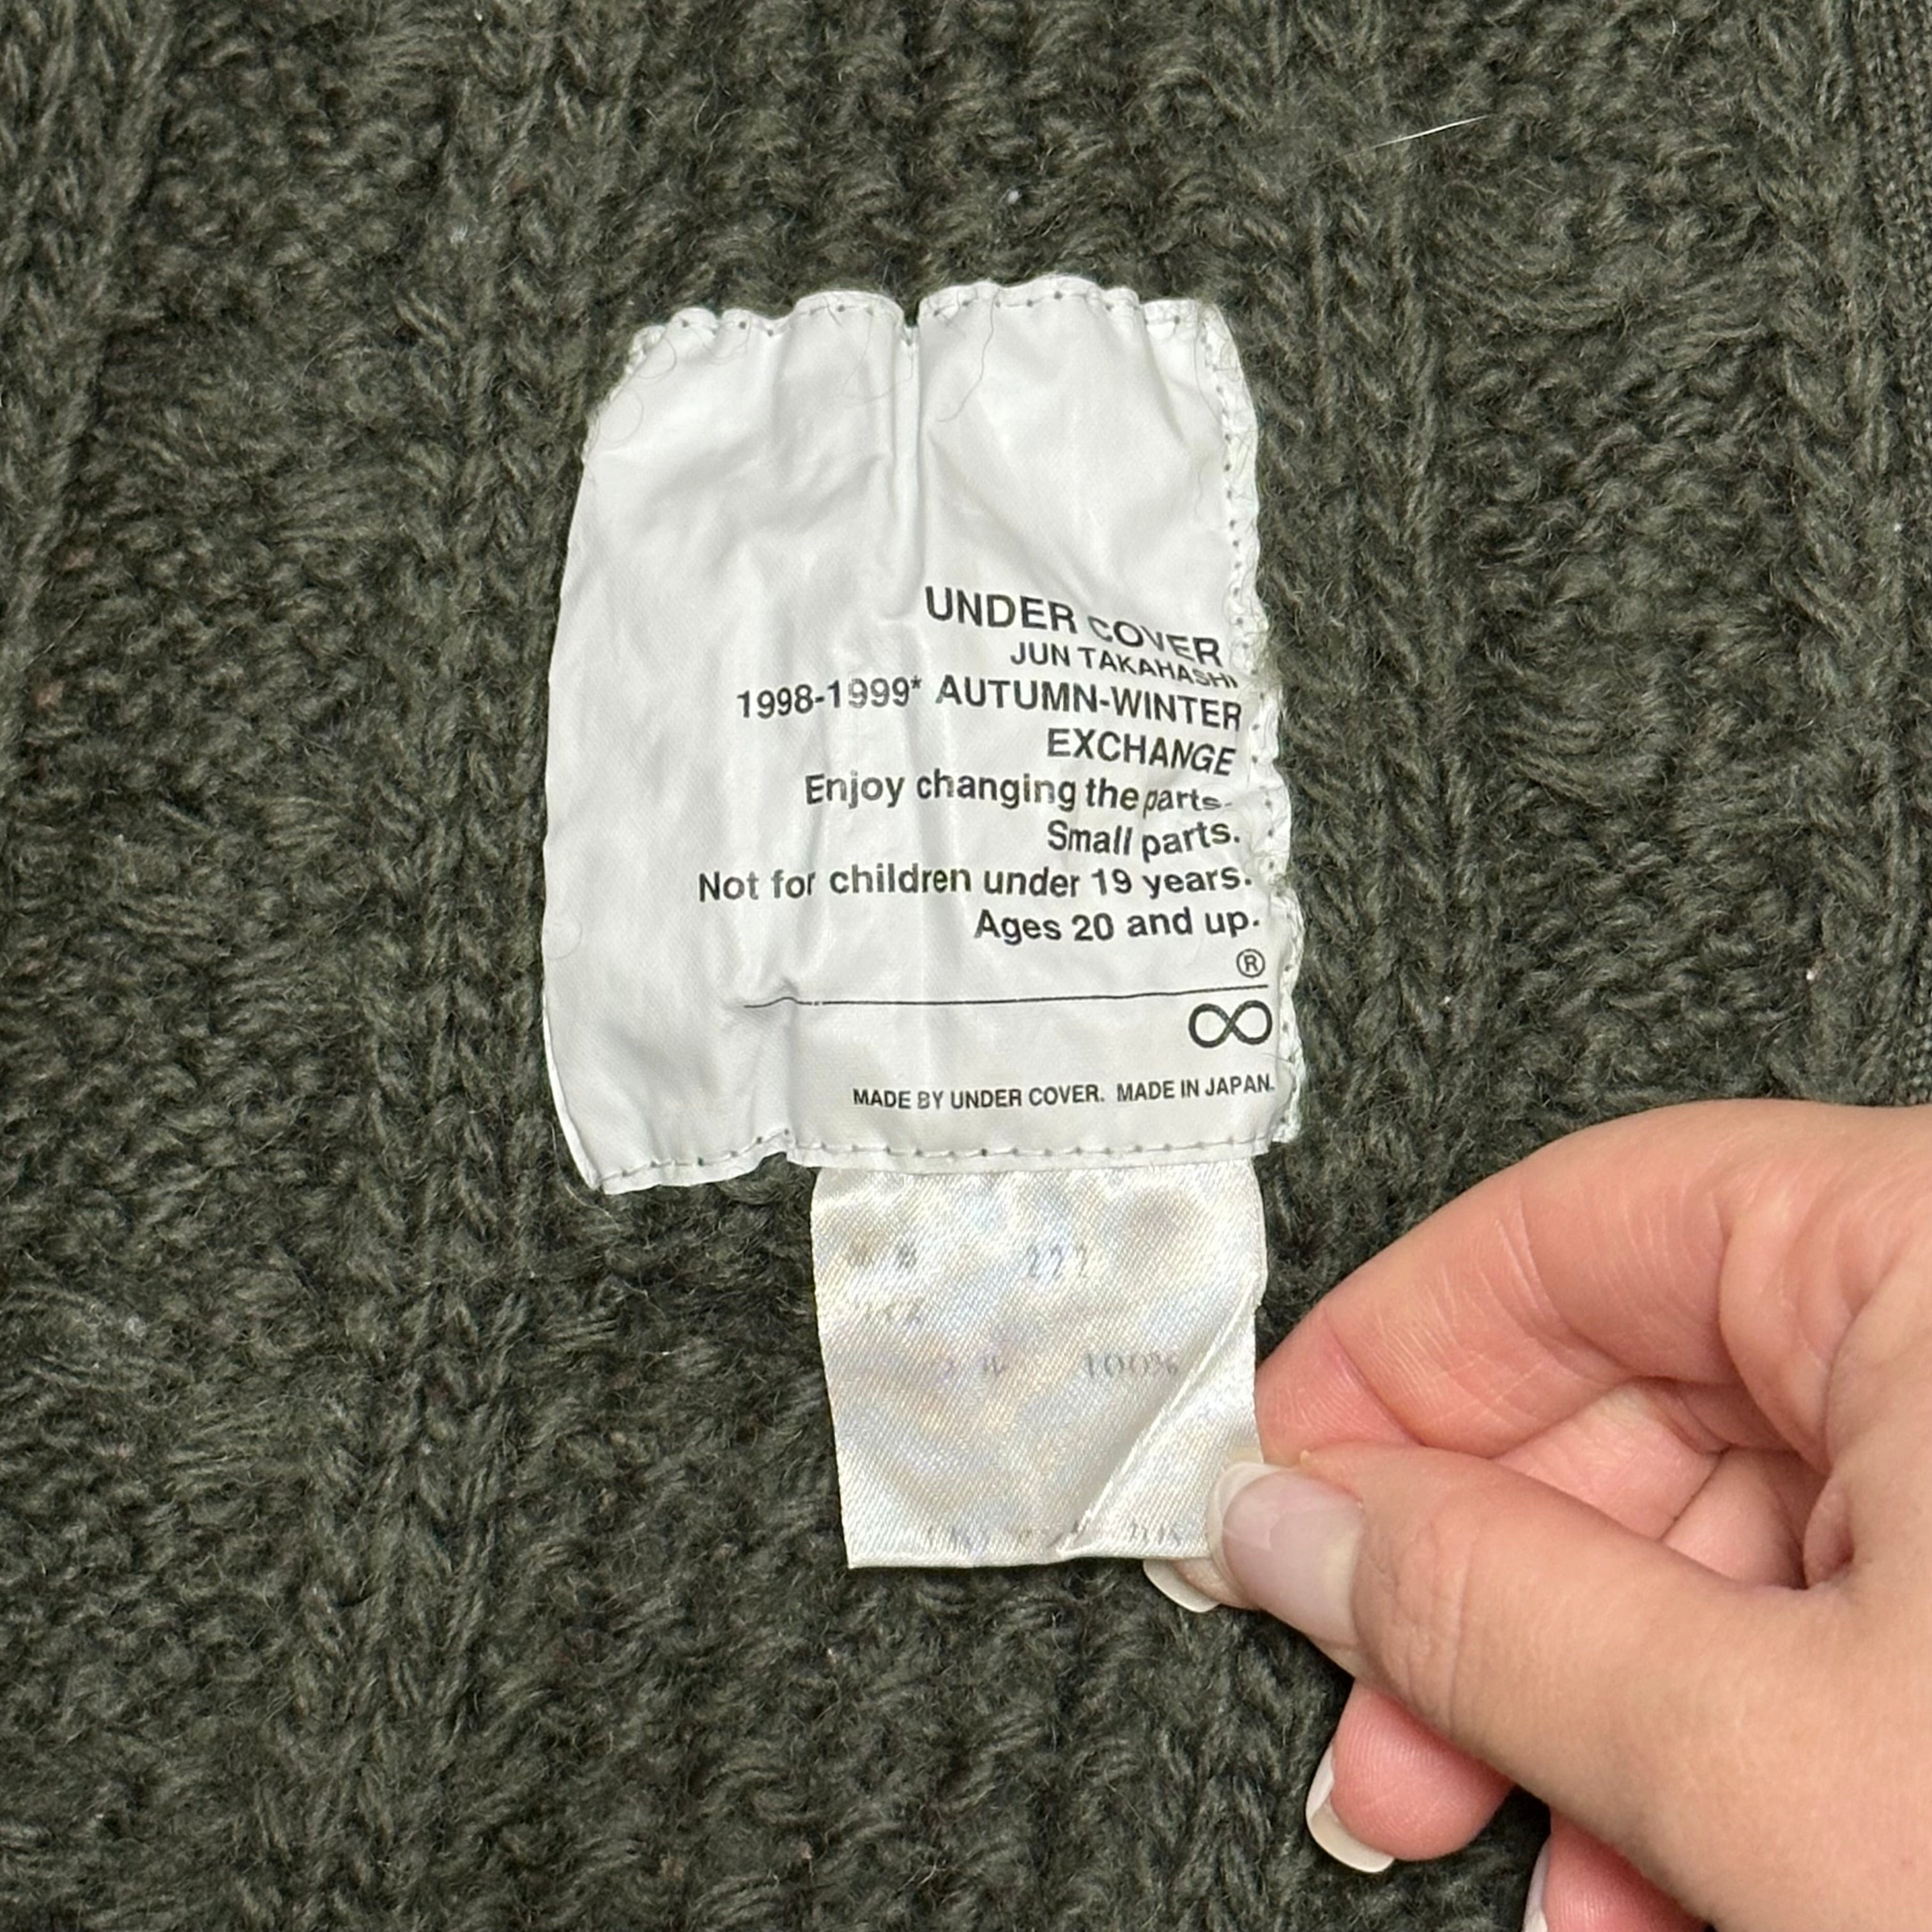 UNDER COVER
JUN TAKAHASHI
1998-1999* AUTUMN-WINTER
EXCHANGE
Enjoy changing the parts.
Small parts.
Not for children under 19 years.
Ages 20 and up.
®
∞
MADE BY UNDER COVER. MADE IN JAPAN.
100%